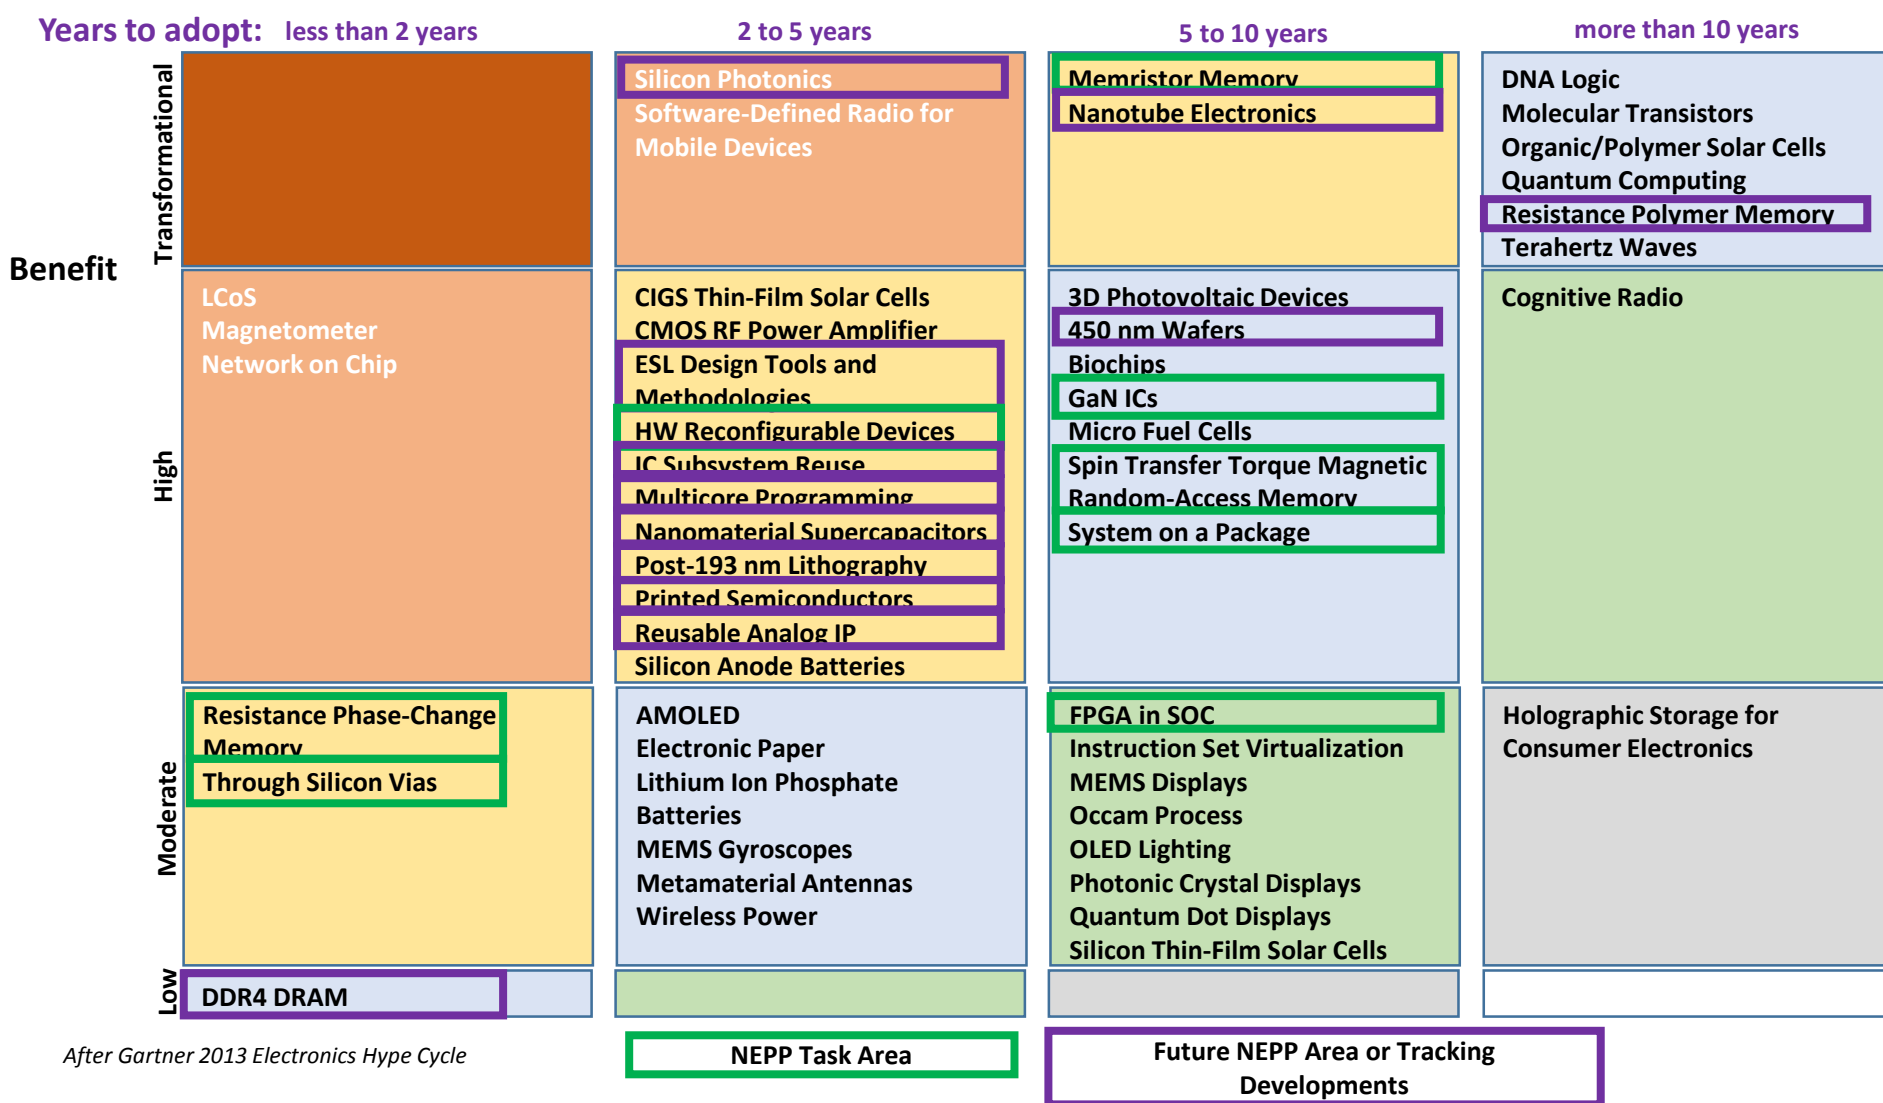 Years to adopt: less than 2 years 2 to 5 years 5 to 10 years more than 10 years
Benefit
Transformational
Silicon Photonics
Software-Defined Radio for
Mobile Devices
Memristor Memory
Nanotube Electronics
DNA Logic
Molecular Transistors
Organic/Polymer Solar Cells
Quantum Computing
Resistance Polymer Memory
Terahertz Waves
High
LCoS
Magnetometer
Network on Chip
CIGS Thin-Film Solar Cells
CMOS RF Power Amplifier
ESL Design Tools and
Methodologies
HW Reconfigurable Devices
IC Subsystem Reuse
Multicore Programming
Nanomaterial Supercapacitors
Post-193 nm Lithography
Printed Semiconductors
Reusable Analog IP
Silicon Anode Batteries
3D Photovoltaic Devices
450 nm Wafers
Biochips
GaN ICs
Micro Fuel Cells
Spin Transfer Torque Magnetic
Random-Access Memory
System on a Package
Cognitive Radio
Moderate
Resistance Phase-Change
Memory
Through Silicon Vias
AMOLED
Electronic Paper
Lithium Ion Phosphate
Batteries
MEMS Gyroscopes
Metamaterial Antennas
Wireless Power
FPGA in SOC
Instruction Set Virtualization
MEMS Displays
Occam Process
OLED Lighting
Photonic Crystal Displays
Quantum Dot Displays
Silicon Thin-Film Solar Cells
Holographic Storage for
Consumer Electronics
Low
DDR4 DRAM
After Gartner 2013 Electronics Hype Cycle
NEPP Task Area
Future NEPP Area or Tracking
Developments